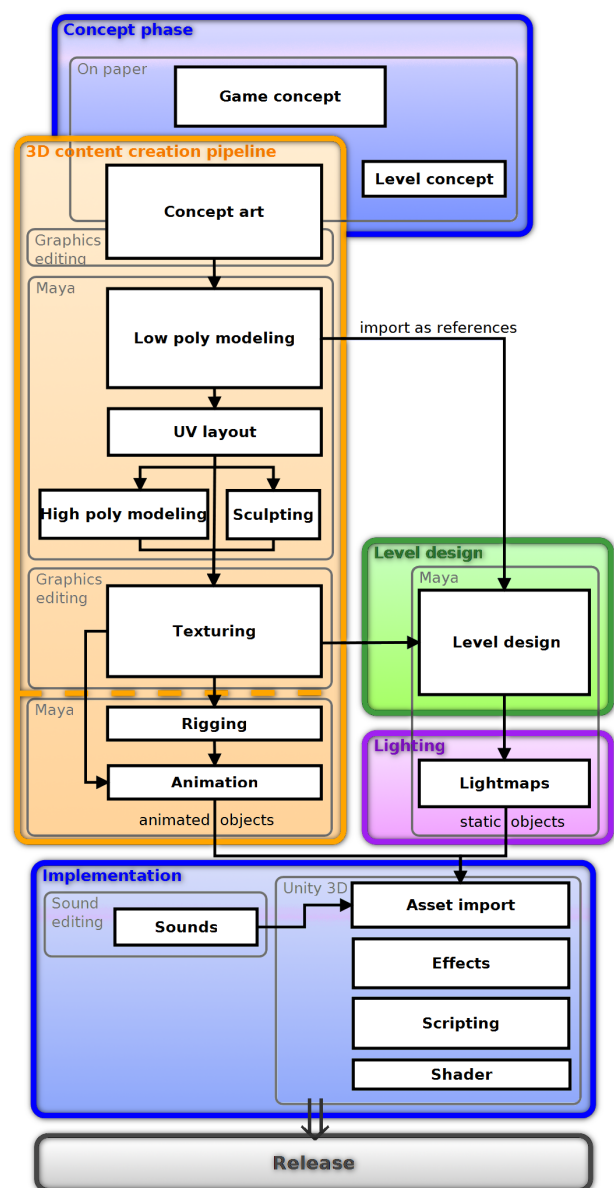 Concept phase
On paper
Game concept
3D content creation pipeline
Level concept
Concept art
Graphics
editing
Maya
Low poly modeling
import as references
UV layout
High poly modeling
Sculpting
Level design
Graphics
editing
Maya
Texturing
Level design
Maya
Rigging
Lighting
Animation
Lightmaps
animated objects
static objects
Implementation
Unity 3D
Sound
editing
Asset import
Sounds
Effects
Scripting
Shader
Release